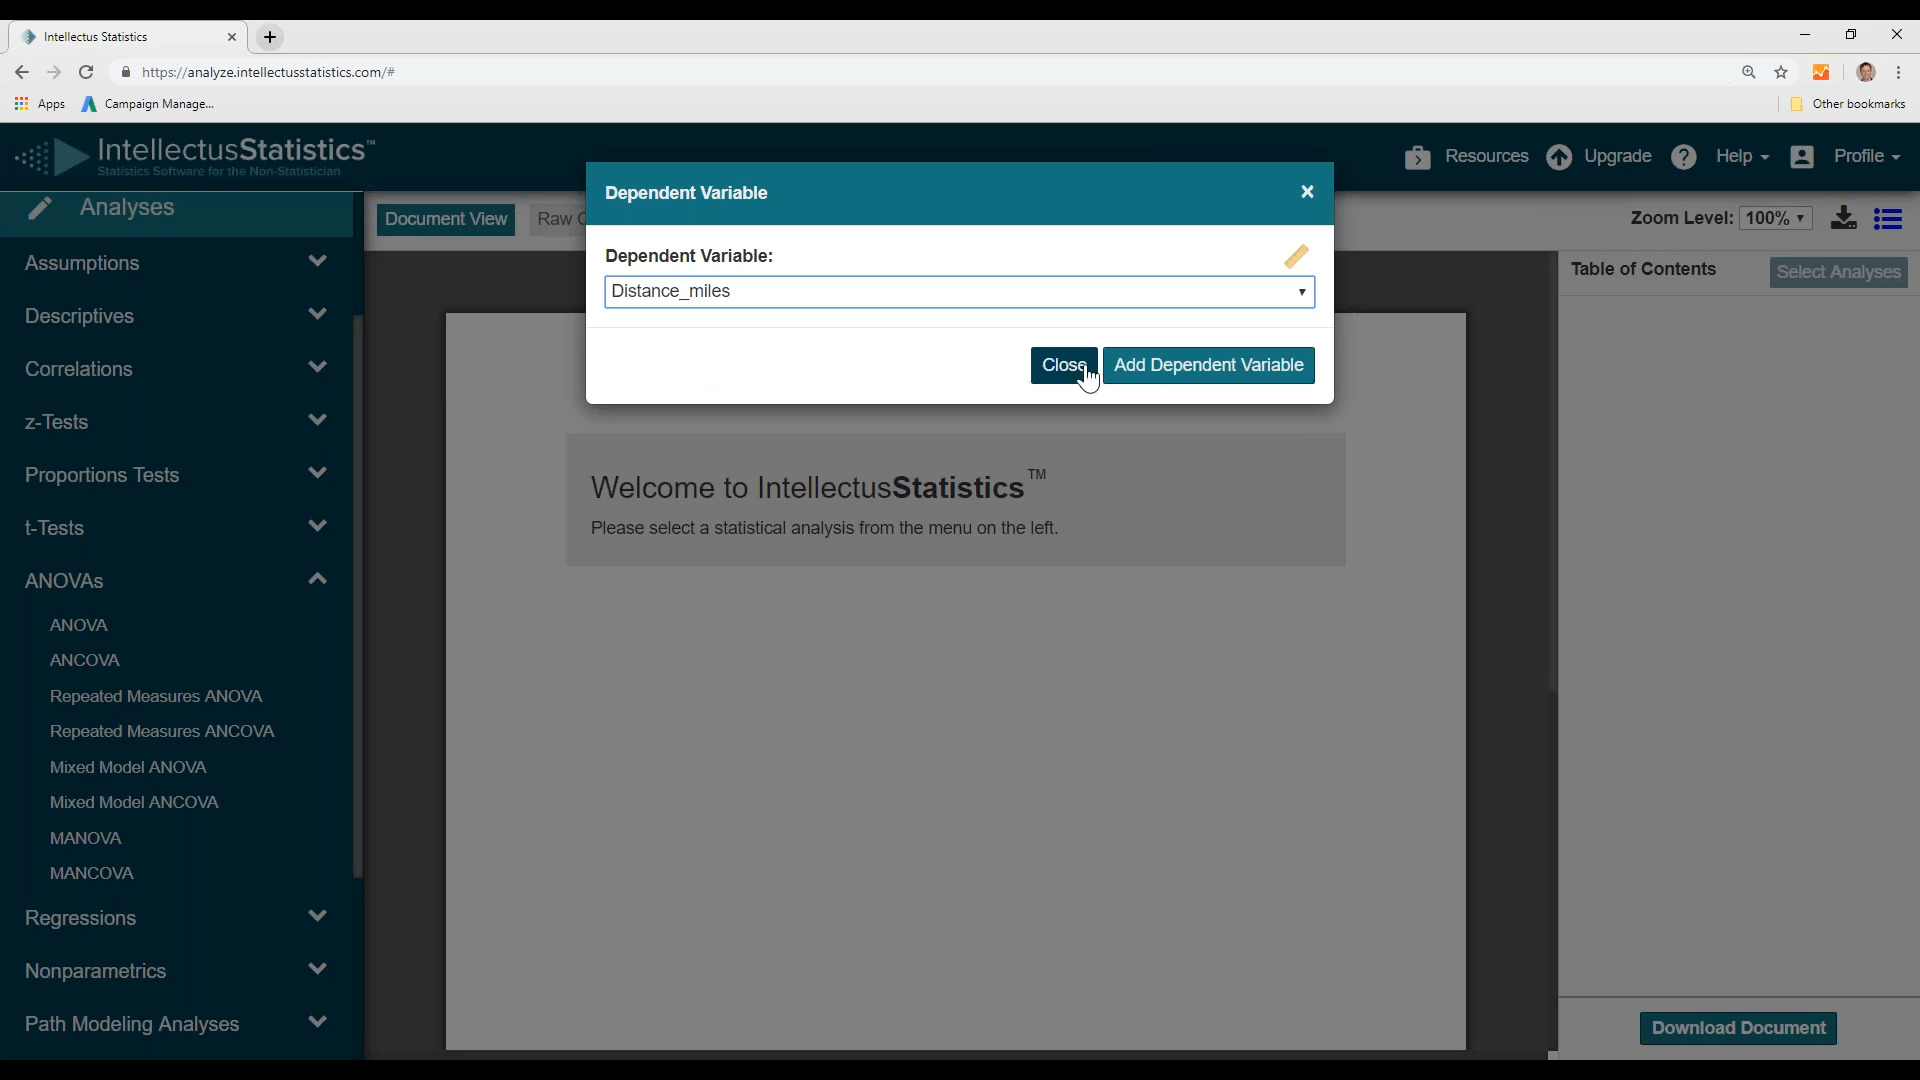 Intellectus Statistics
https://analyze.intellectusstatistics.com/#
Apps
Campaign Manage...
Other bookmarks
IntellectusStatistics™
Statistics Software for the Non-Statistician
Resources
Upgrade
Help
Profile
Analyses
Assumptions
Descriptives
Correlations
z-Tests
Proportions Tests
t-Tests
ANOVAs
ANOVA
ANCOVA
Repeated Measures ANOVA
Repeated Measures ANCOVA
Mixed Model ANOVA
Mixed Model ANCOVA
MANOVA
MANCOVA
Regressions
Nonparametrics
Path Modeling Analyses
Document View
Raw
Zoom Level: 100%
Dependent Variable
Dependent Variable:
Distance_miles
Close
Add Dependent Variable
Welcome to IntellectusStatistics™
Please select a statistical analysis from the menu on the left.
Table of Contents
Select Analyses
Download Document